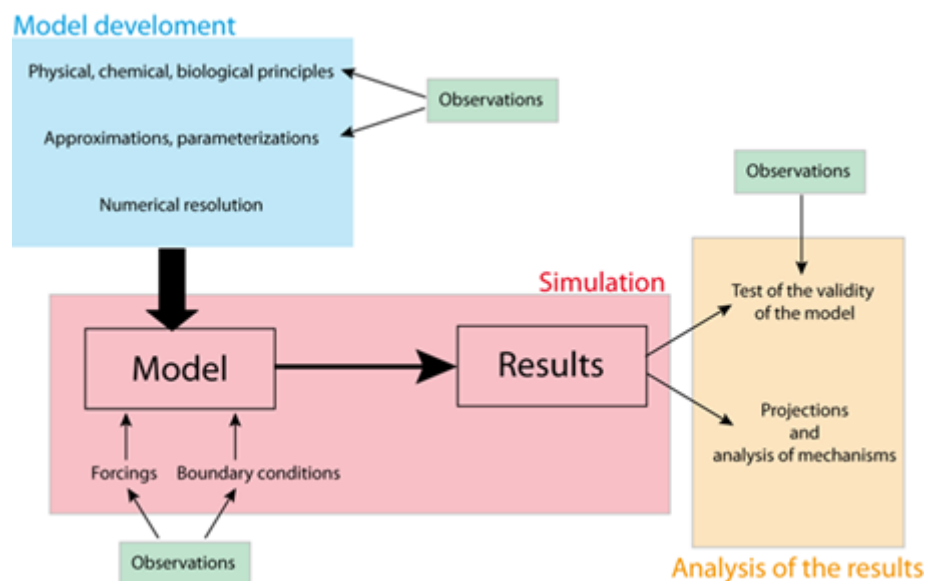 Model develoment
Physical, chemical, biological principles
Observations
Approximations, parameterizations
Numerical resolution
Observations
Simulation
Test of the validity
of the model
Model
Results
Projections
and
analysis of mechanisms
Forcings
Boundary conditions
Observations
Analysis of the results